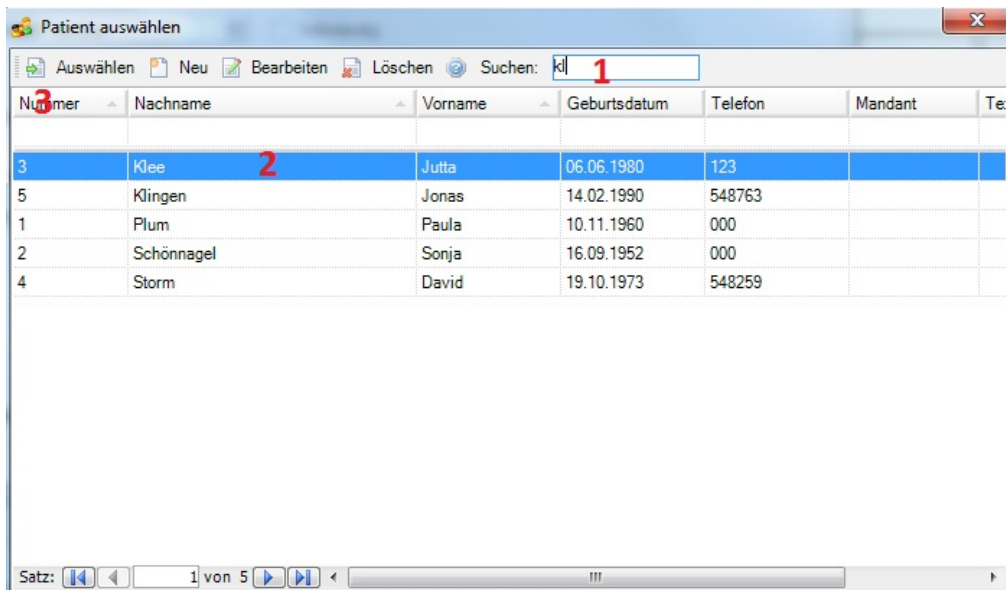 Patient auswählen
Auswählen Neu Bearbeiten Löschen Suchen: kl 1
Nummer 3 Nachname Vorname Geburtsdatum Telefon Mandant Te
3 Klee 2 Jutta 06.06.1980 123
5 Klingen Jonas 14.02.1990 548763
1 Plum Paula 10.11.1960 000
2 Schönnagel Sonja 16.09.1952 000
4 Storm David 19.10.1973 548259
Satz: 1 von 5